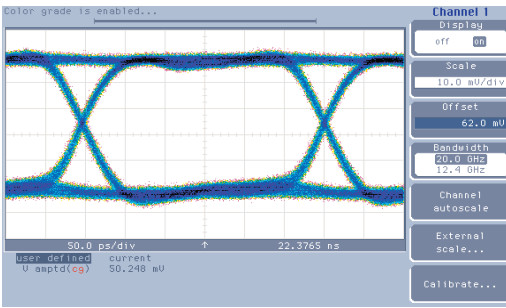 Color grade is enabled...
Channel 1
Display
off on
Scale
10.0 mV/div
Offset
62.0 mV
Bandwidth
20.0 GHz
12.4 GHz
Channel
autoscale
External
scale...
Calibrate...
50.0 ps/div ↑ 22.3765 ns
user defined current
V amptd(cg) 50.248 mV